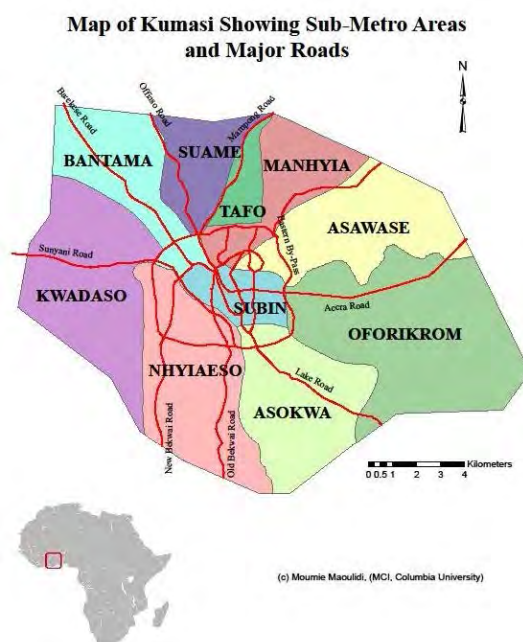 Map of Kumasi Showing Sub-Metro Areas
and Major Roads
N
Barekese Road
Offinso Road
Mampong Road
BANTAMA
SUAME
MANHYIA
TAFO
Eastern By-Pass
ASAWASE
Sunyani Road
KWADASO
SUBIN
Accra Road
OFORIKROM
NHYIAESO
Lake Road
ASOKWA
New Bekwai Road
Old Bekwai Road
Kilometers
0 0.5 1 2 3 4
(c) Moumie Maoulidi, (MCI, Columbia University)